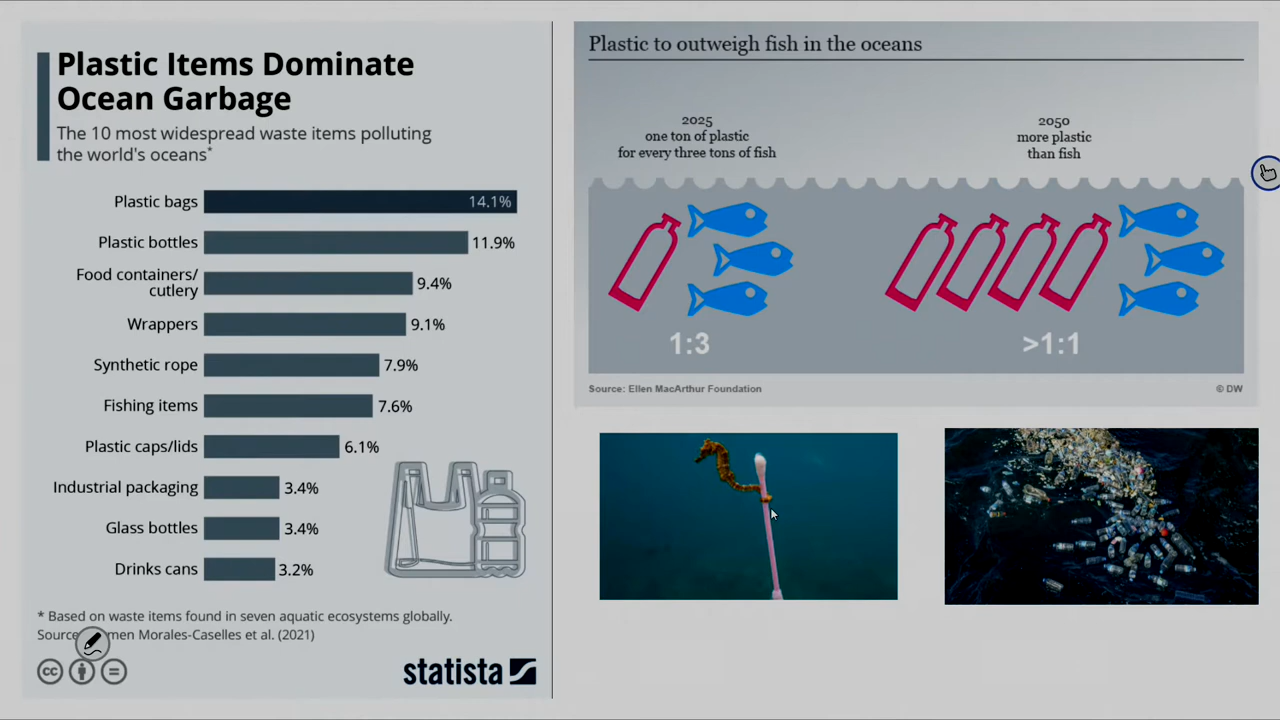 Plastic Items Dominate
Ocean Garbage
The 10 most widespread waste items polluting
the world's oceans*
Plastic bags 14.1%
Plastic bottles 11.9%
Food containers/
cutlery 9.4%
Wrappers 9.1%
Synthetic rope 7.9%
Fishing items 7.6%
Plastic caps/lids 6.1%
Industrial packaging 3.4%
Glass bottles 3.4%
Drinks cans 3.2%
* Based on waste items found in seven aquatic ecosystems globally.
Source men Morales-Caselles et al. (2021)
cc
statista
Plastic to outweigh fish in the oceans
2025
one ton of plastic
for every three tons of fish
2050
more plastic
than fish
1:3
>1:1
Source: Ellen MacArthur Foundation
© DW